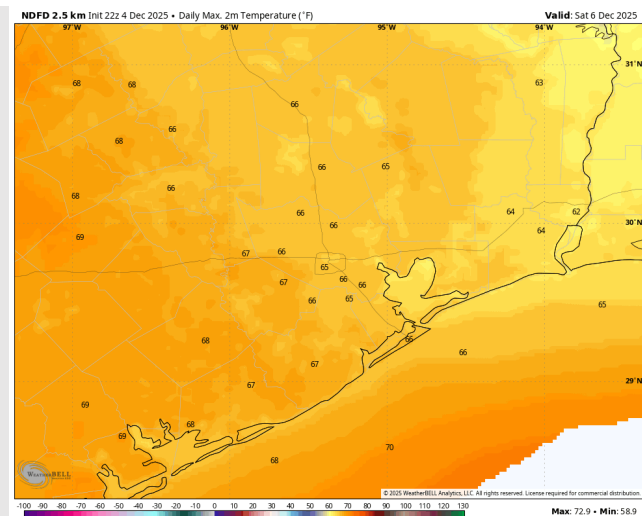 NDFD 2.5 km Init 22z 4 Dec 2025 • Daily Max. 2m Temperature (°F)
Valid: Sat 6 Dec 2025
97°W 96°W 95°W 94°W
31°N
68 68 63
66
66
68
66 65
66
68
66 64 62
66 64
69
67 66
65
67 66 66
66 65
65
68 66
66
67
29°N
67
69
68
69
70
68
30°N
WEATHERBELL
© 2025 WeatherBELL Analytics, LLC. All rights reserved. License required for commercial distribution.
-100 -90 -80 -70 -60 -50 -40 -30 -20 -10 0 10 20 30 40 50 60 70 80 90 100 110 120 130
Max: 72.9 • Min: 58.9